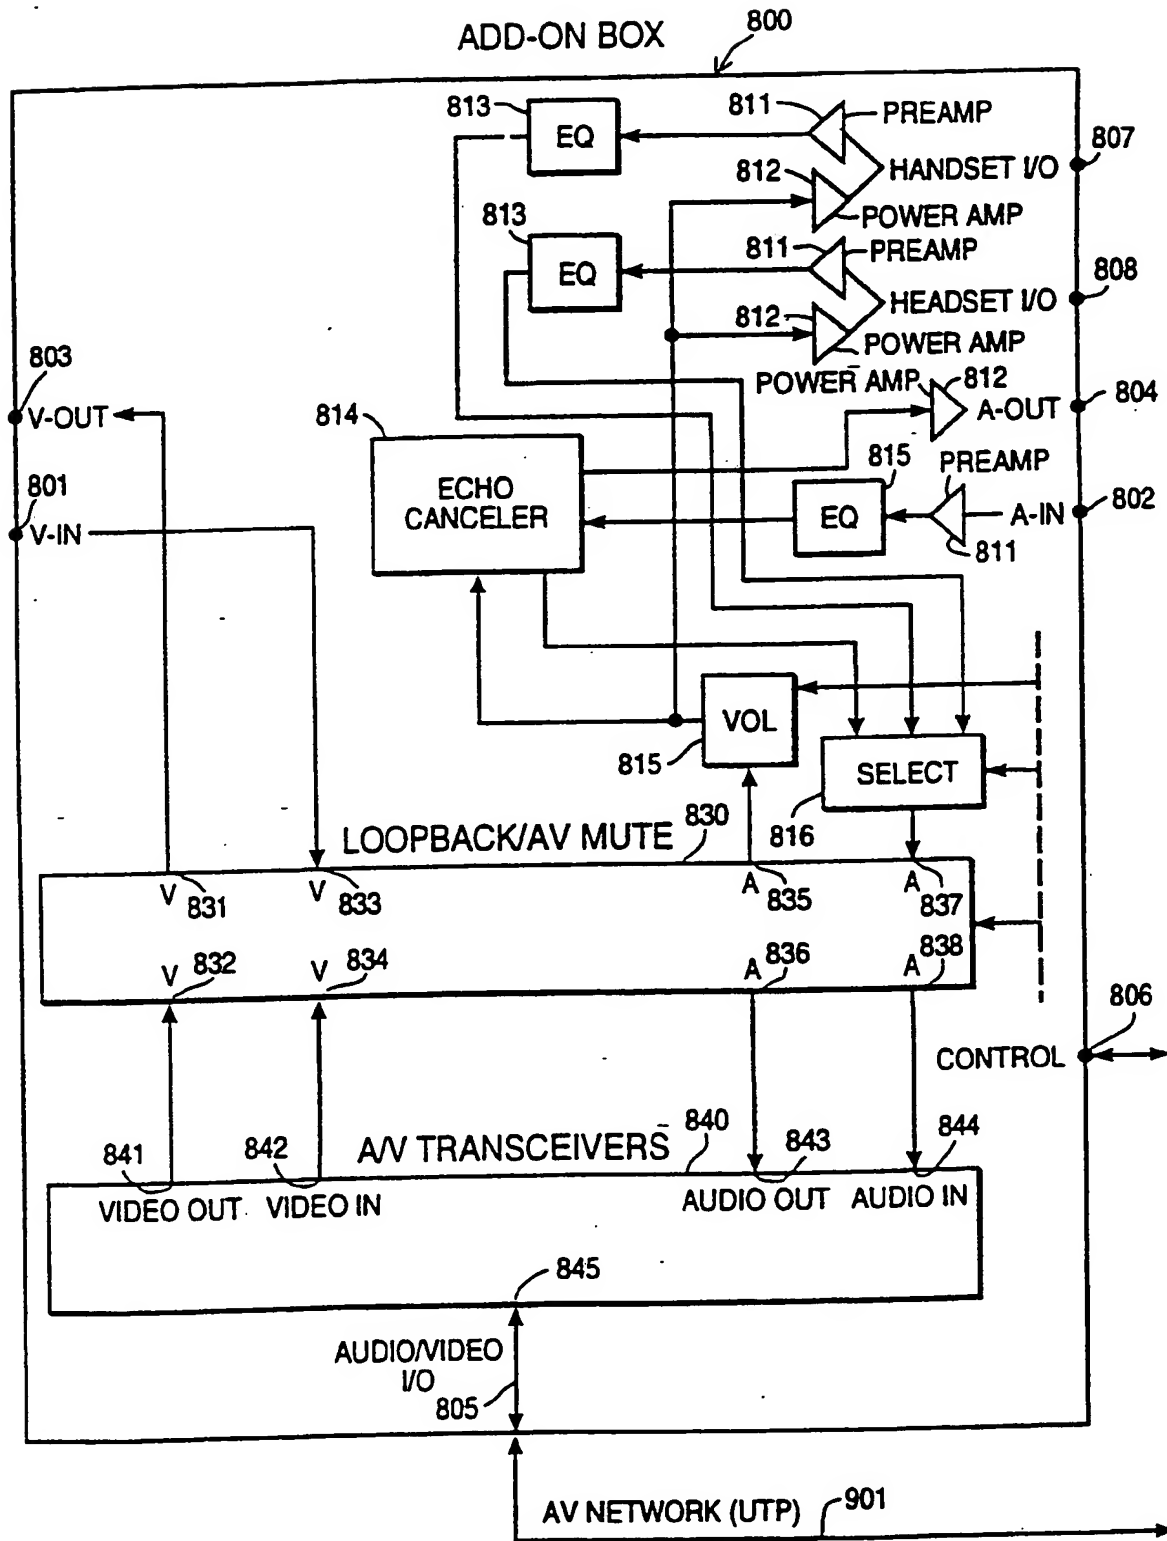 ADD-ON BOX
800
813
EQ
811
PREAMP
807
HANDSET I/O
812
POWER AMP
813
EQ
811
PREAMP
808
HEADSET I/O
812
POWER AMP
POWER AMP
812
804
A-OUT
803
V-OUT
814
ECHO
CANCELER
815
PREAMP
EQ
A-IN
802
811
801
V-IN
VOL
815
SELECT
816
LOOPBACK/AV MUTE
830
V
831
V
833
A
835
A
837
V
832
V
834
A
836
A
838
806
CONTROL
A/V TRANSCEIVERS
840
841
842
843
844
VIDEO OUT
VIDEO IN
AUDIO OUT
AUDIO IN
845
AUDIO/VIDEO
I/O
805
AV NETWORK (UTP)
901